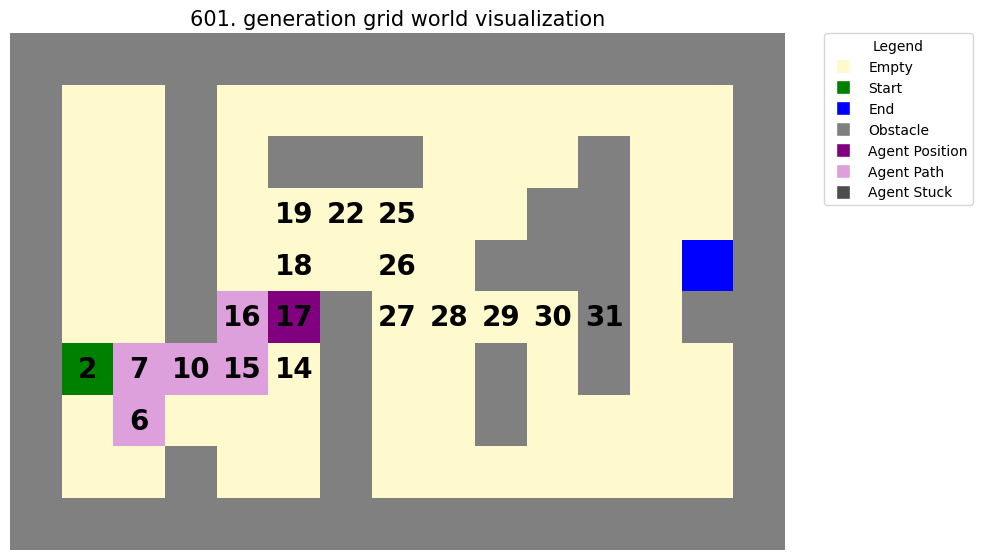 601. generation grid world visualization
Legend
Empty
Start
End
Obstacle
Agent Position
Agent Path
Agent Stuck
19 22 25
18 26
16 17 27 28 29 30 31
2 7 10 15 14
6